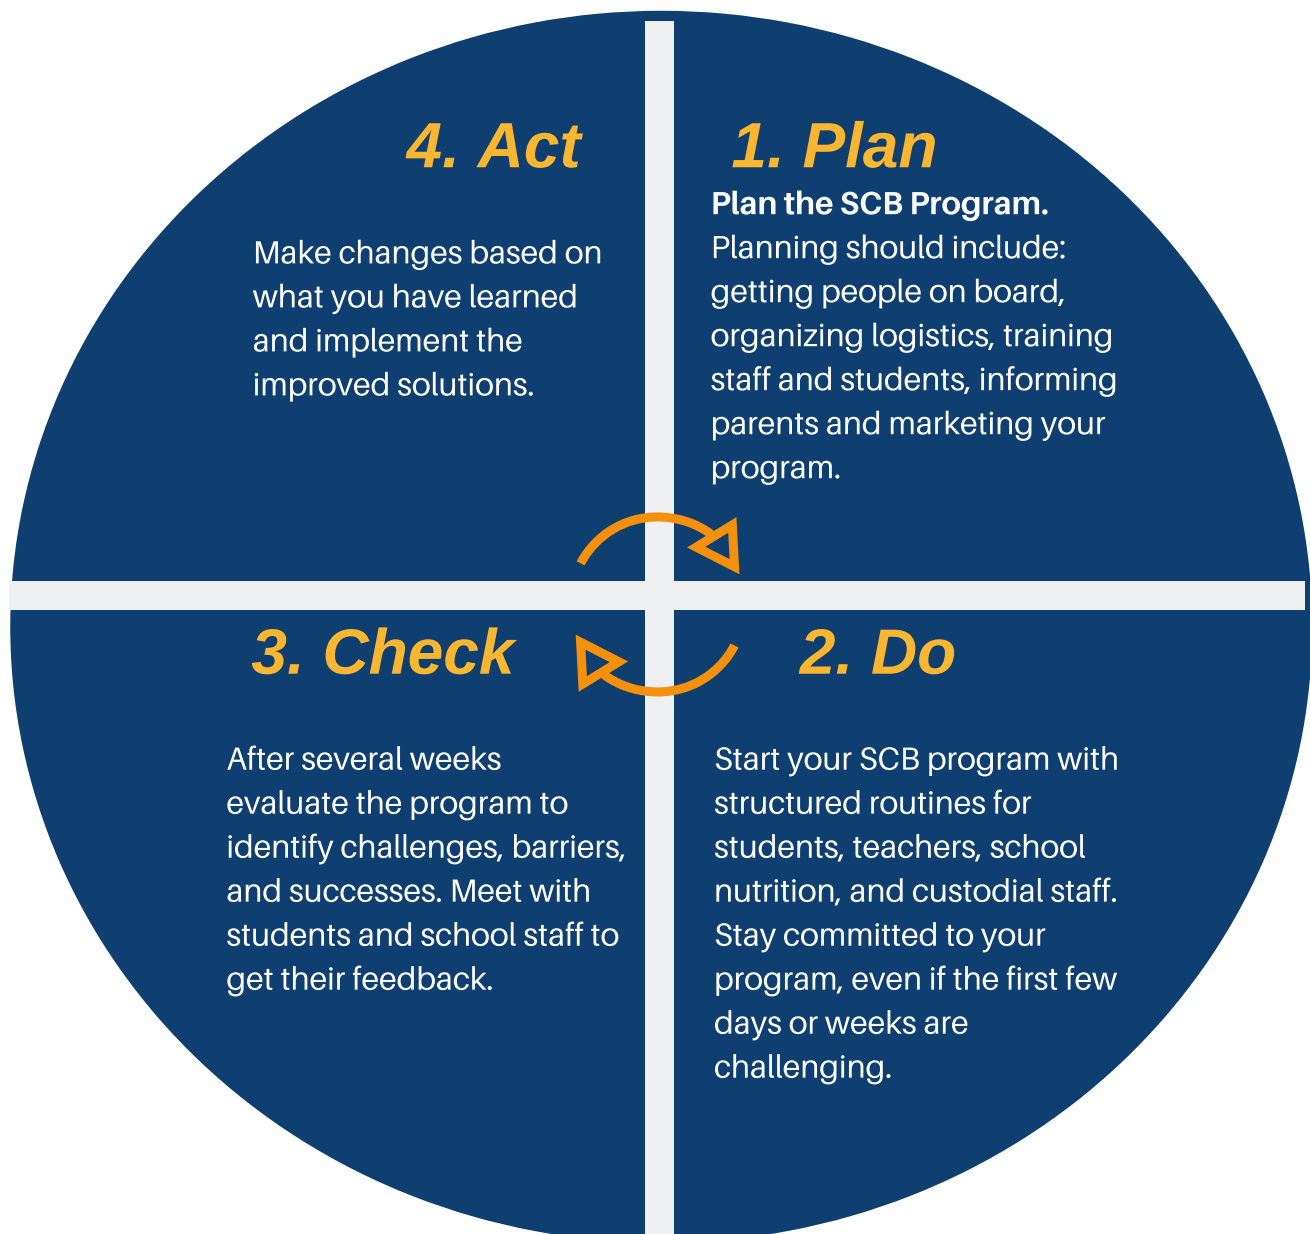 4. Act
Make changes based on
what you have learned
and implement the
improved solutions.
1. Plan
Plan the SCB Program.
Planning should include:
getting people on board,
organizing logistics, training
staff and students, informing
parents and marketing your
program.
3. Check
After several weeks
evaluate the program to
identify challenges, barriers,
and successes. Meet with
students and school staff to
get their feedback.
2. Do
Start your SCB program with
structured routines for
students, teachers, school
nutrition, and custodial staff.
Stay committed to your
program, even if the first few
days or weeks are
challenging.